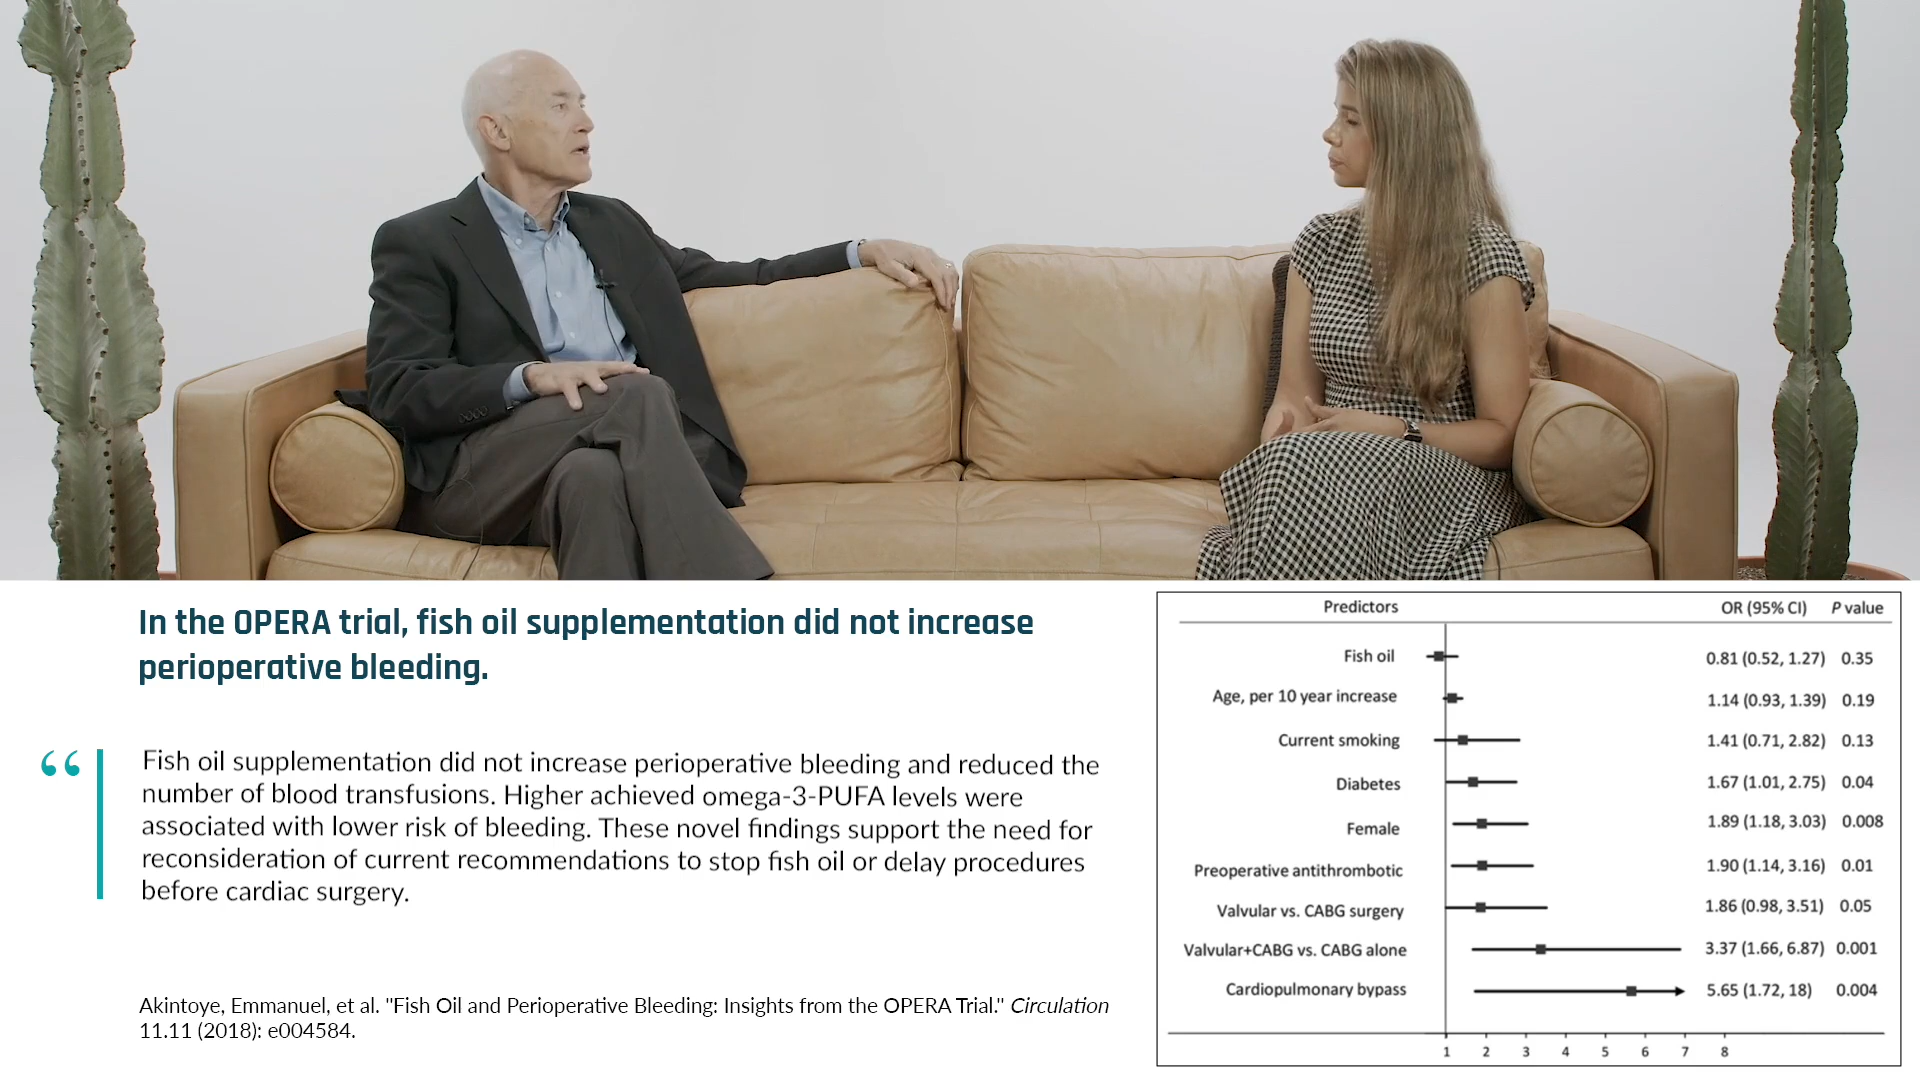 In the OPERA trial, fish oil supplementation did not increase
perioperative bleeding.
“ Fish oil supplementation did not increase perioperative bleeding and reduced the
number of blood transfusions. Higher achieved omega-3-PUFA levels were
associated with lower risk of bleeding. These novel findings support the need for
reconsideration of current recommendations to stop fish oil or delay procedures
before cardiac surgery.
Akintoye, Emmanuel, et al. "Fish Oil and Perioperative Bleeding: Insights from the OPERA Trial." Circulation
11.11 (2018): e004584.
Predictors OR (95% CI) P value
Fish oil 0.81 (0.52, 1.27) 0.35
Age, per 10 year increase 1.14 (0.93, 1.39) 0.19
Current smoking 1.41 (0.71, 2.82) 0.13
Diabetes 1.67 (1.01, 2.75) 0.04
Female 1.89 (1.18, 3.03) 0.008
Preoperative antithrombotic 1.90 (1.14, 3.16) 0.01
Valvular vs. CABG surgery 1.86 (0.98, 3.51) 0.05
Valvular+CABG vs. CABG alone 3.37 (1.66, 6.87) 0.001
Cardiopulmonary bypass 5.65 (1.72, 18) 0.004
1 2 3 4 5 6 7 8